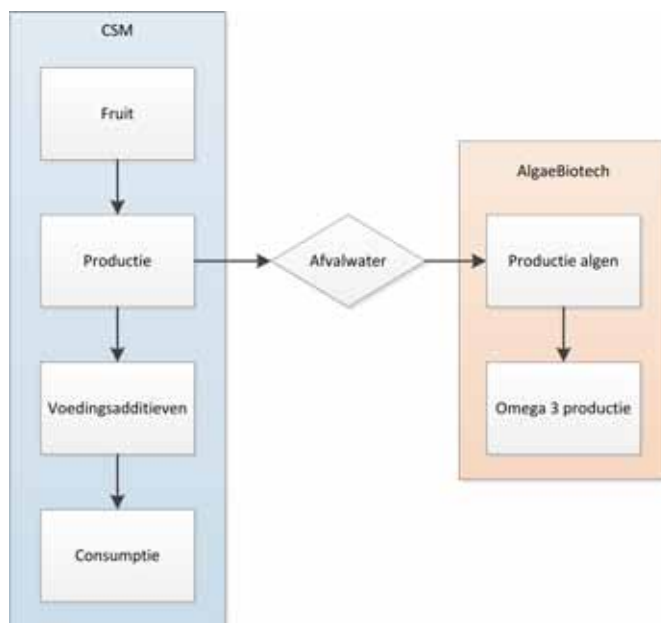 CSM
Fruit
Productie
Voedingsadditieven
Consumptie
Afvalwater
AlgaeBiotech
Productie algen
Omega 3 productie